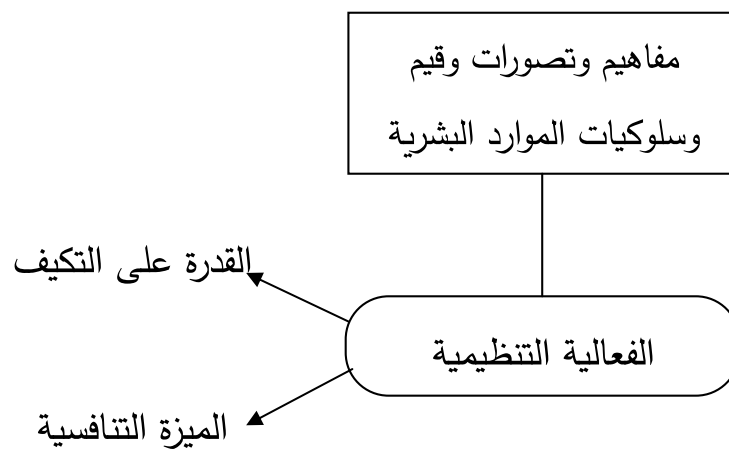 مفاهيم وتصورات وقيم
وسلوكيات الموارد البشرية
القدرة على التكيف
الفعالية التنظيمية
الميزة التنافسية